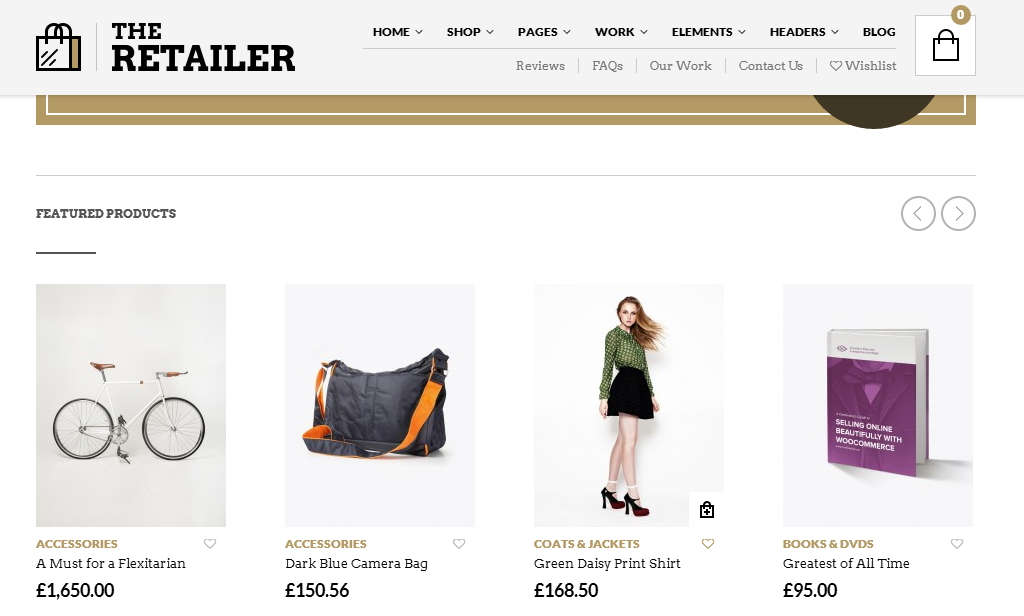 THE
RETAILER
HOME
SHOP
PAGES
WORK
ELEMENTS
HEADERS
BLOG
0
Reviews
FAQs
Our Work
Contact Us
Wishlist
FEATURED PRODUCTS
SELLING ONLINE
BEAUTIFULLY WITH
WOOCOMMERCE
ACCESSORIES
A Must for a Flexitarian
£1,650.00
ACCESSORIES
Dark Blue Camera Bag
£150.56
COATS & JACKETS
Green Daisy Print Shirt
£168.50
BOOKS & DVDS
Greatest of All Time
£95.00